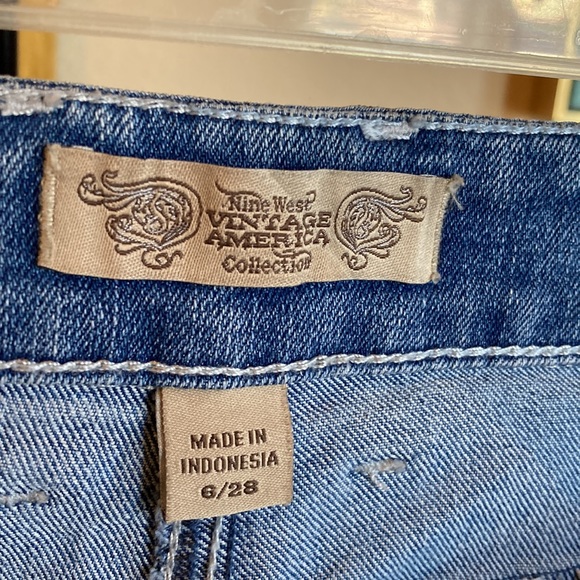 Nine West
VINTAGE
AMERICA
Collection
MADE IN
INDONESIA
6/28